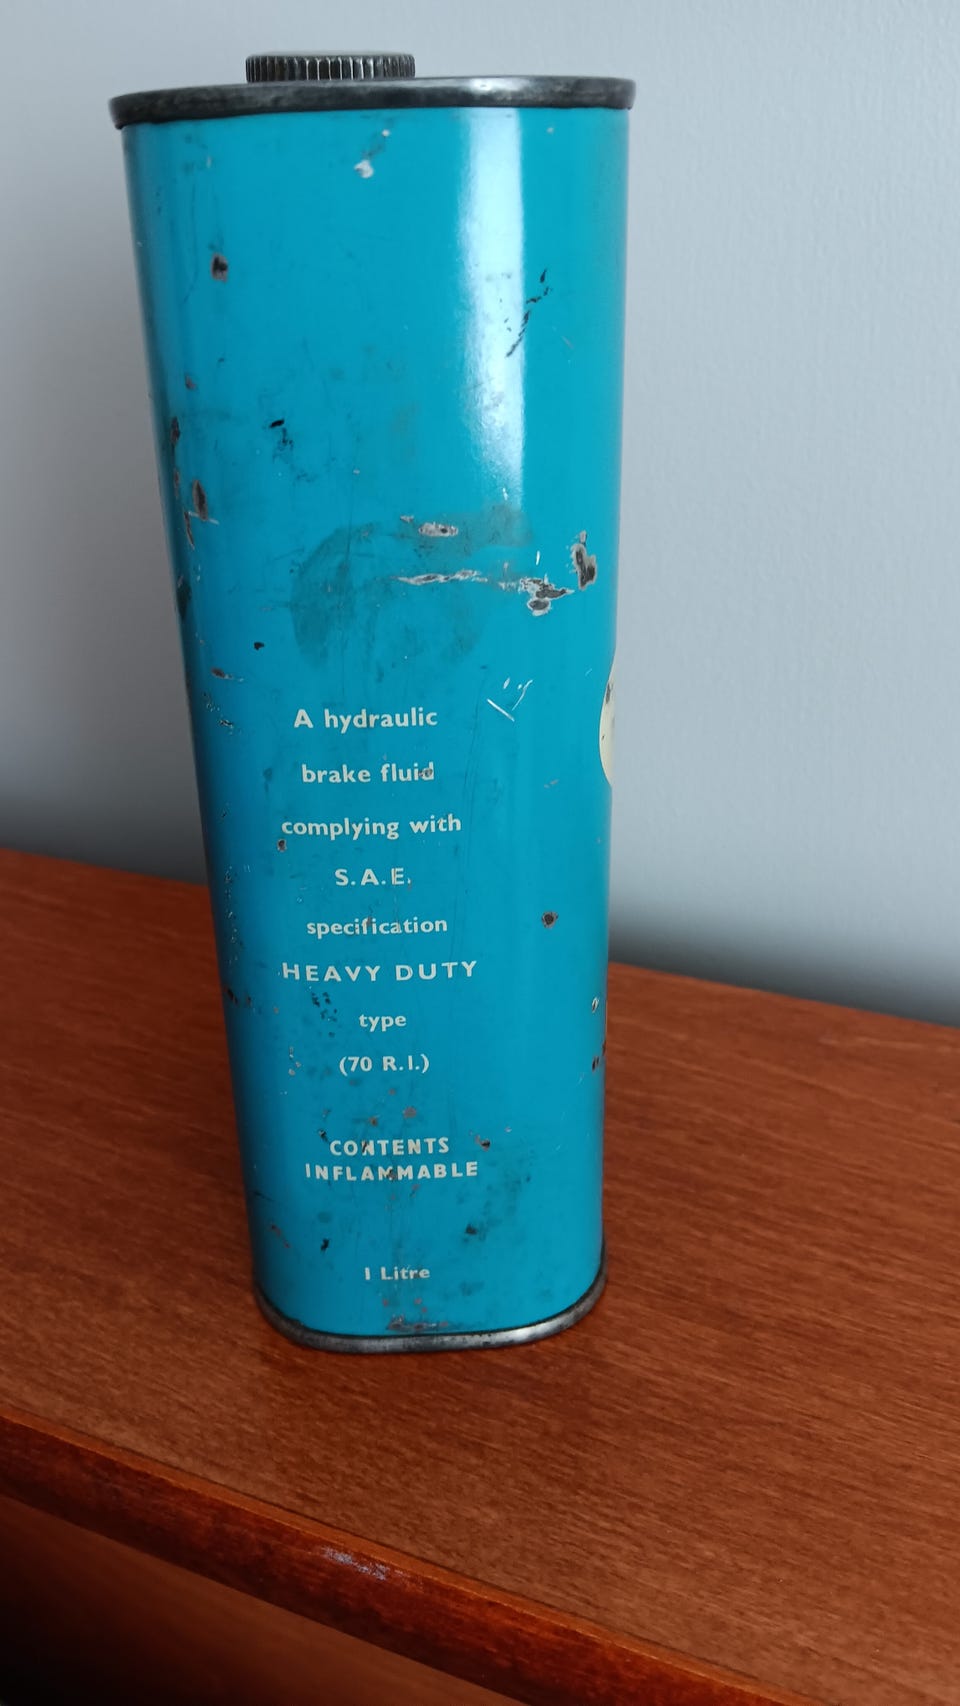 A hydraulic
brake fluid
complying with
S.A.E.
specification
HEAVY DUTY
type
(70 R.I.)
CONTENTS
INFLAMMABLE
1 Litre